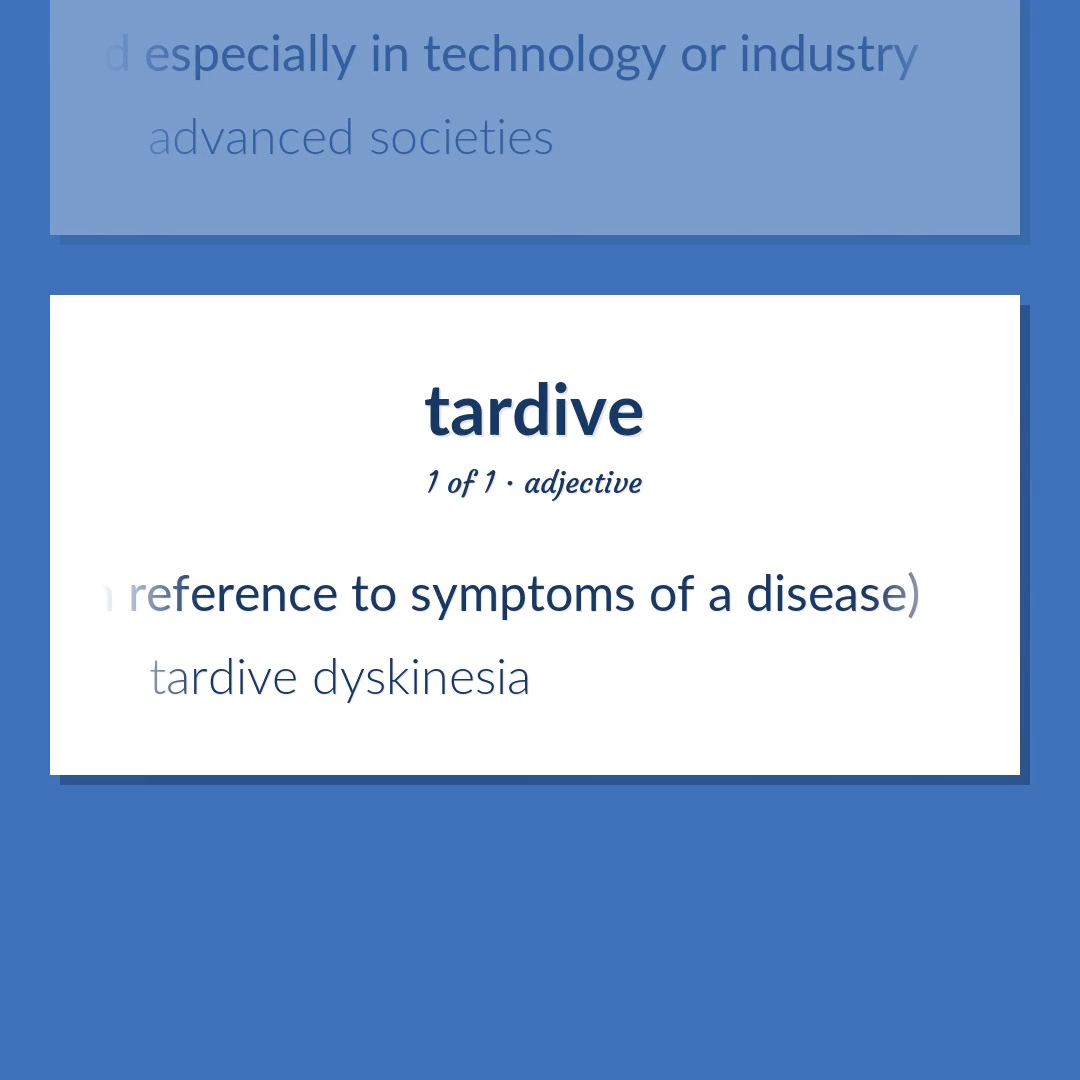 especially in technology or industry
advanced societies
tardive
1 of 1 · adjective
reference to symptoms of a disease)
tardive dyskinesia